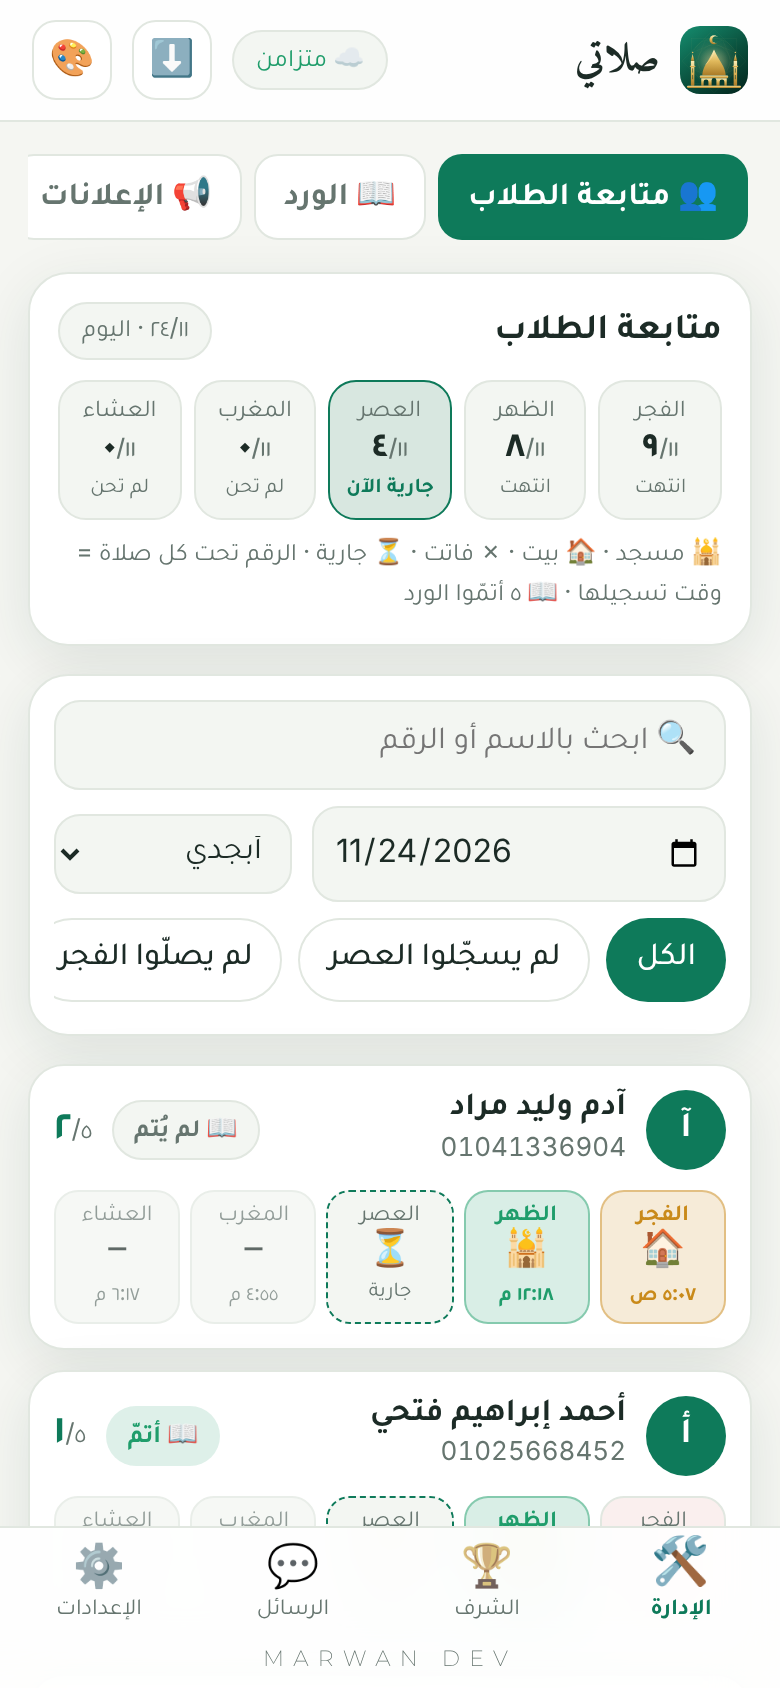 صلاتي
☁️ متزامن
👥 متابعة الطلاب
📖 الورد
📢 الإعلانات
متابعة الطلاب
٢٤/١١ · اليوم
الفجر
٩/١١
انتهت
الظهر
٨/١١
انتهت
العصر
٤/١١
جارية الآن
المغرب
٠/١١
لم تحن
العشاء
٠/١١
لم تحن
🕌 مسجد · 🏠 بيت · ✕ فاتت · ⏳ جارية · الرقم تحت كل صلاة =
وقت تسجيلها · 📖 ٥ أتمّوا الورد
🔍 ابحث بالاسم أو الرقم
11/24/2026
أبجدي
الكل
لم يسجّلوا العصر
لم يصلّوا الفجر
آ
آدم وليد مراد
01041336904
📖 لم يُتم
٢/٥
الفجر
٥:٠٧ ص
الظهر
١٢:١٨ م
العصر
جارية
المغرب
—
٤:٥٥ م
العشاء
—
٦:١٧ م
أ
أحمد إبراهيم فتحي
01025668452
📖 أتمّ
١/٥
الفجر
الظهر
العصر
المغرب
العشاء
الإدارة
الشرف
الرسائل
الإعدادات
MARWAN DEV